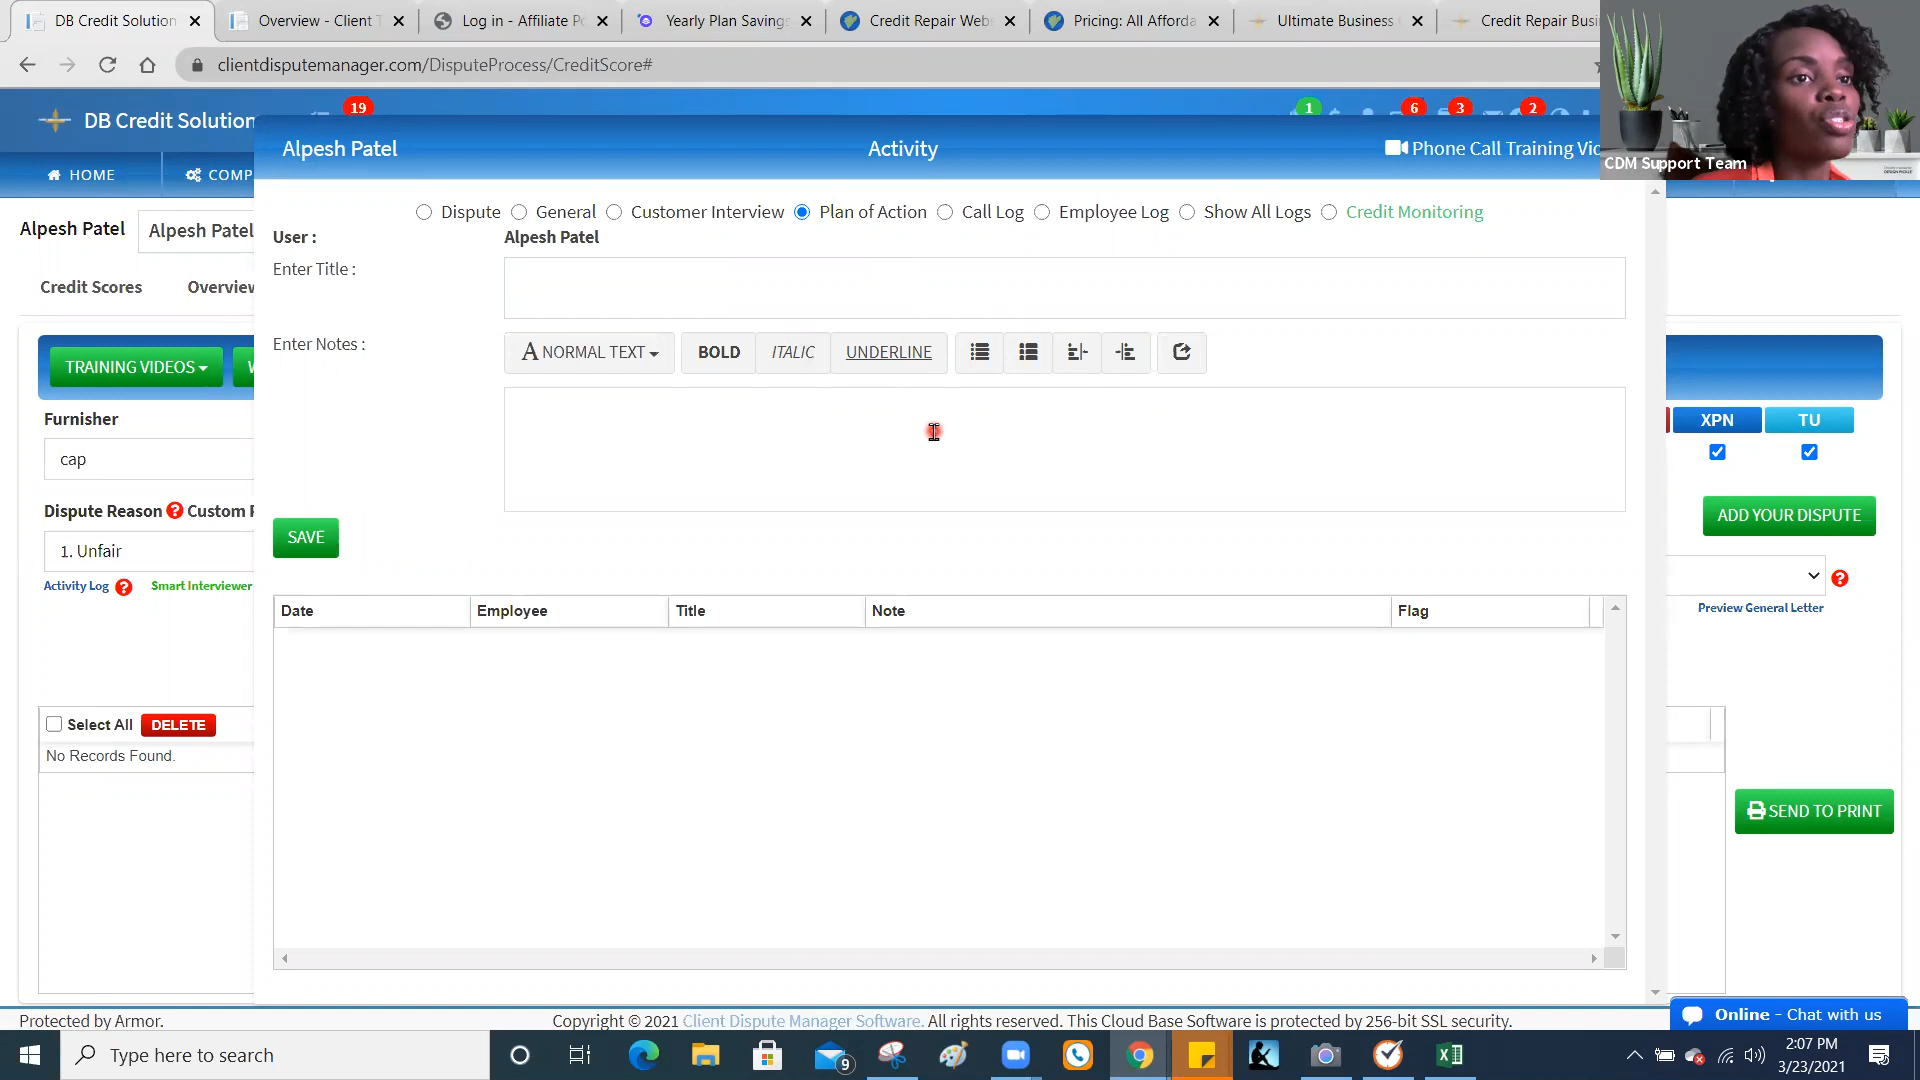 DB Credit Solution
Overview - Client T
Log in - Affiliate Po
Yearly Plan Savings
Credit Repair Web
Pricing: All Afforda
Ultimate Business
Credit Repair Busi
clientdisputemanager.com/DisputeProcess/CreditScore#
DB Credit Solution
19
1
6
3
2
HOME
COMP
Alpesh Patel
Activity
Phone Call Training Vid
CDM Support Team
Alpesh Patel
Alpesh Patel
Credit Scores
Overview
Dispute
General
Customer Interview
Plan of Action
Call Log
Employee Log
Show All Logs
Credit Monitoring
User :
Alpesh Patel
Enter Title :
Enter Notes :
A NORMAL TEXT
BOLD
ITALIC
UNDERLINE
SAVE
Date
Employee
Title
Note
Flag
TRAINING VIDEOS
Furnisher
cap
Dispute Reason ? Custom
1. Unfair
Activity Log ?
Smart Interviewer
XPN
TU
ADD YOUR DISPUTE
?
Preview General Letter
Select All
DELETE
No Records Found.
SEND TO PRINT
Protected by Armor.
Copyright © 2021 Client Dispute Manager Software. All rights reserved. This Cloud Base Software is protected by 256-bit SSL security.
Online - Chat with us
Type here to search
9
2:07 PM
3/23/2021